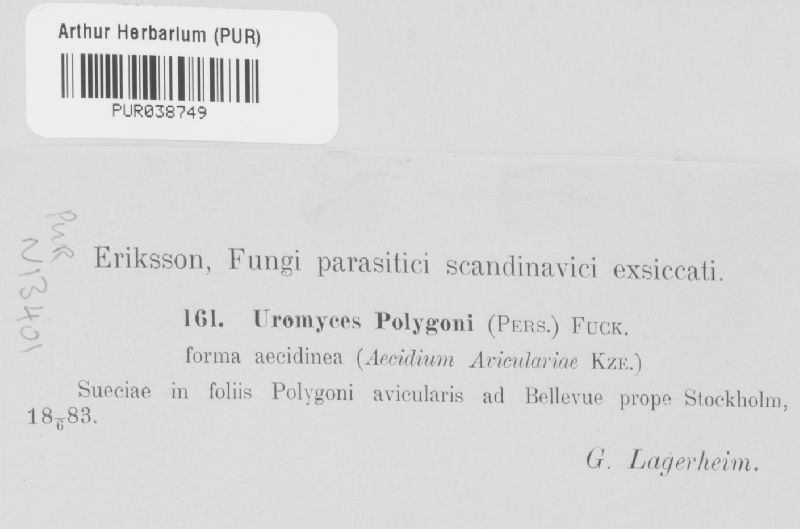 Arthur Herbarium (PUR)
PUR038749
PUR
N13401
Eriksson, Fungi parasitici scandinavici exsiccati.
161. Uromyces Polygoni (PERS.) FUCK.
forma aecidinea (Aecidium Aviculariae KZE.)
Sueciae in foliis Polygoni avicularis ad Bellevue prope Stockholm,
18 –/6 83.
G. Lagerheim.